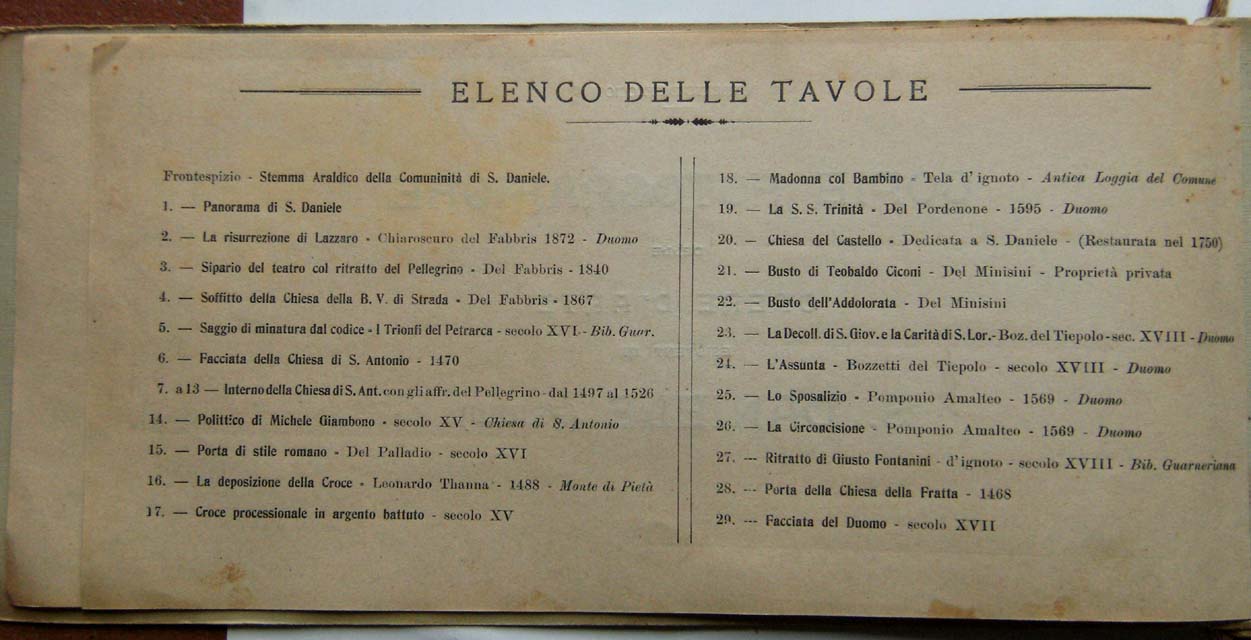 ELENCO DELLE TAVOLE
Frontespizio - Stemma Araldico della Comuninità di S. Daniele.
1. — Panorama di S. Daniele
2. — La risurrezione di Lazzaro - Chiaroscuro del Fabbris 1872 - Duomo
3. — Sipario del teatro col ritratto del Pellegrino - Del Fabbris - 1840
4. — Soffitto della Chiesa della B. V. di Strada - Del Fabbris - 1867
5. — Saggio di minatura dal codice - I Trionfi del Petrarca - secolo XVI - Bib. Guar.
6. — Facciata della Chiesa di S. Antonio - 1470
7. a 13 — Interno della Chiesa di S. Ant. con gli affr. del Pellegrino - dal 1497 al 1526
14. — Polittico di Michele Giambono - secolo XV - Chiesa di S. Antonio
15. — Porta di stile romano - Del Palladio - secolo XVI
16. — La deposizione della Croce - Leonardo Thanna - 1488 - Monte di Pietà
17. — Croce processionale in argento battuto - secolo XV
18. — Madonna col Bambino - Tela d' ignoto - Antica Loggia del Comune
19. — La S. S. Trinità - Del Pordenone - 1595 - Duomo
20. — Chiesa del Castello - Dedicata a S. Daniele - (Restaurata nel 1750)
21. — Busto di Teobaldo Ciconi - Del Minisini - Proprietà privata
22. — Busto dell'Addolorata - Del Minisini
23. — La Decoll. di S. Giov. e la Carità di S. Lor. - Boz. del Tiepolo - sec. XVIII - Duomo
24. — L'Assunta - Bozzetti del Tiepolo - secolo XVIII - Duomo
25. — Lo Sposalizio - Pomponio Amalteo - 1569 - Duomo
26. — La Circoncisione - Pomponio Amalteo - 1569 - Duomo
27. — Ritratto di Giusto Fontanini - d'ignoto - secolo XVIII - Bib. Guarneriana
28. — Porta della Chiesa della Fratta - 1468
29. — Facciata del Duomo - secolo XVII